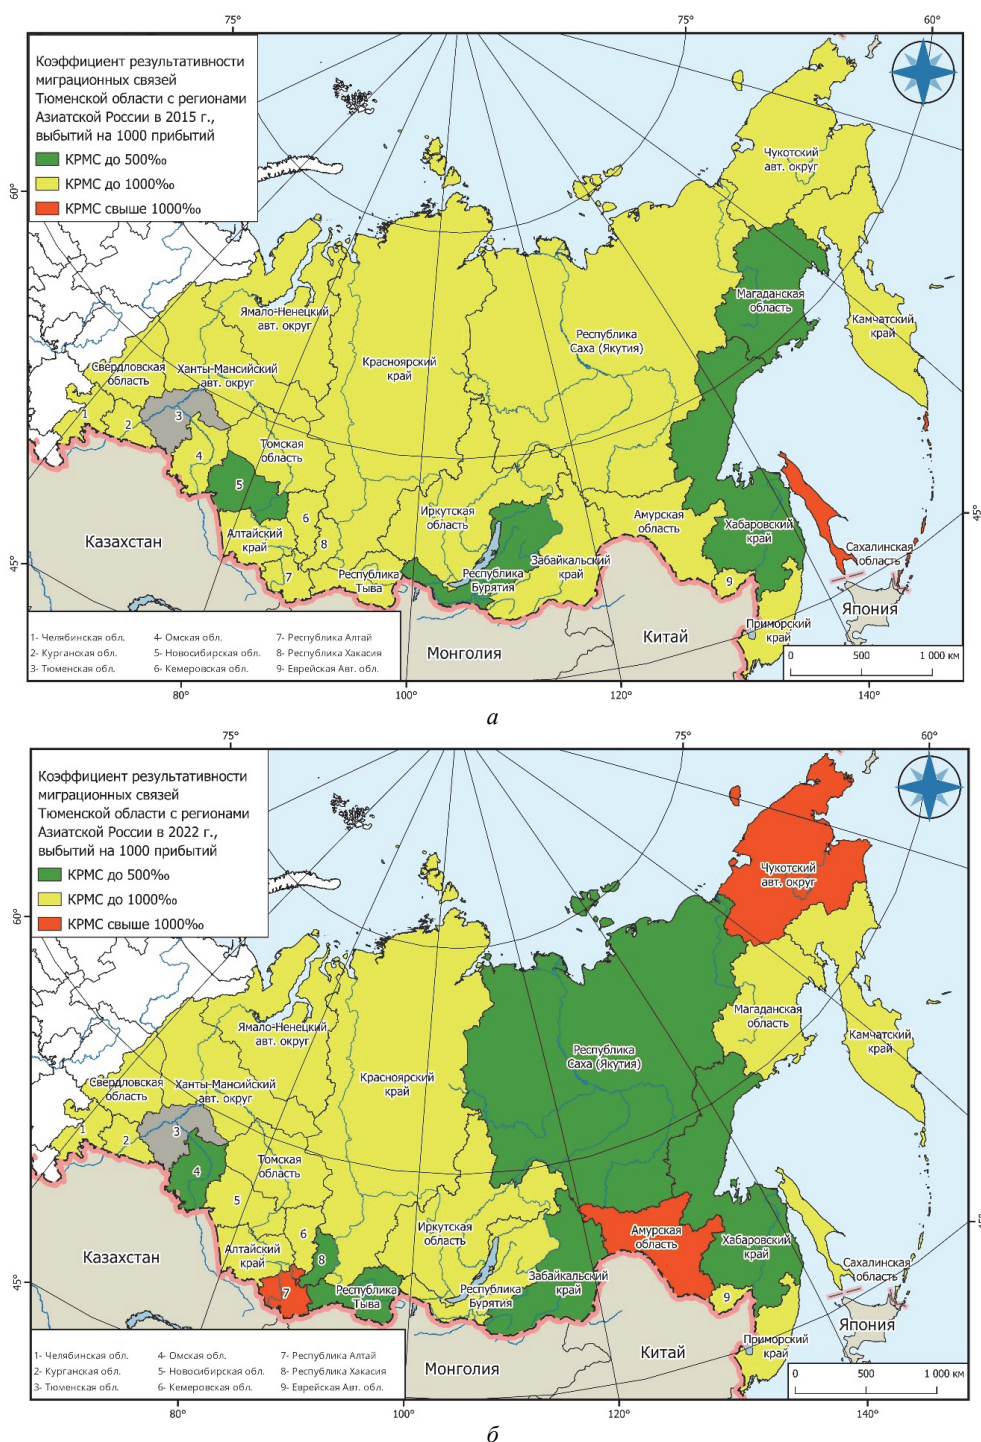 75°
75°
60°
Коэффициент результативности
миграционных связей
Тюменской области с регионами
Азиатской России в 2015 г.,
выбытий на 1000 прибытий
КРМС до 500‰
КРМС до 1000‰
КРМС свыше 1000‰
60°
Чукотский
авт. округ
Магаданская
область
Камчатский
край
Ямало-Ненецкий
авт. округ
Республика
Саха (Якутия)
Красноярский
край
Свердловская
область
Ханты-Мансийский
авт. округ
1
2
3
4
Томская
область
5
6
Иркутская
область
Амурская
область
Хабаровский
край
45°
Алтайский
край
8
Казахстан
Забайкальский
край
Сахалинская
область
45°
7
Республика
Тыва
Республика
Бурятия
9
Япония
Приморский
край
Китай
Монголия
1- Челябинская обл.
4- Омская обл.
7- Республика Алтай
2- Курганская обл.
5- Новосибирская обл.
8- Республика Хакасия
3- Тюменская обл.
6- Кемеровская обл.
9- Еврейская Авт. обл.
0
500
1 000 км
80°
100°
120°
140°
а
75°
75°
60°
Коэффициент результативности
миграционных связей
Тюменской области с регионами
Азиатской России в 2022 г.,
выбытий на 1000 прибытий
КРМС до 500‰
КРМС до 1000‰
КРМС свыше 1000‰
60°
Чукотский
авт. округ
Магаданская
область
Камчатский
край
Ямало-Ненецкий
авт. округ
Республика
Саха (Якутия)
Красноярский
край
Свердловская
область
Ханты-Мансийский
авт. округ
1
2
3
4
Томская
область
5
6
Иркутская
область
Амурская
область
Хабаровский
край
45°
Алтайский
край
8
Казахстан
Забайкальский
край
Сахалинская
область
45°
7
Республика
Тыва
Республика
Бурятия
9
Япония
Приморский
край
Китай
Монголия
1- Челябинская обл.
4- Омская обл.
7- Республика Алтай
2- Курганская обл.
5- Новосибирская обл.
8- Республика Хакасия
3- Тюменская обл.
6- Кемеровская обл.
9- Еврейская Авт. обл.
0
500
1 000 км
80°
100°
120°
140°
б